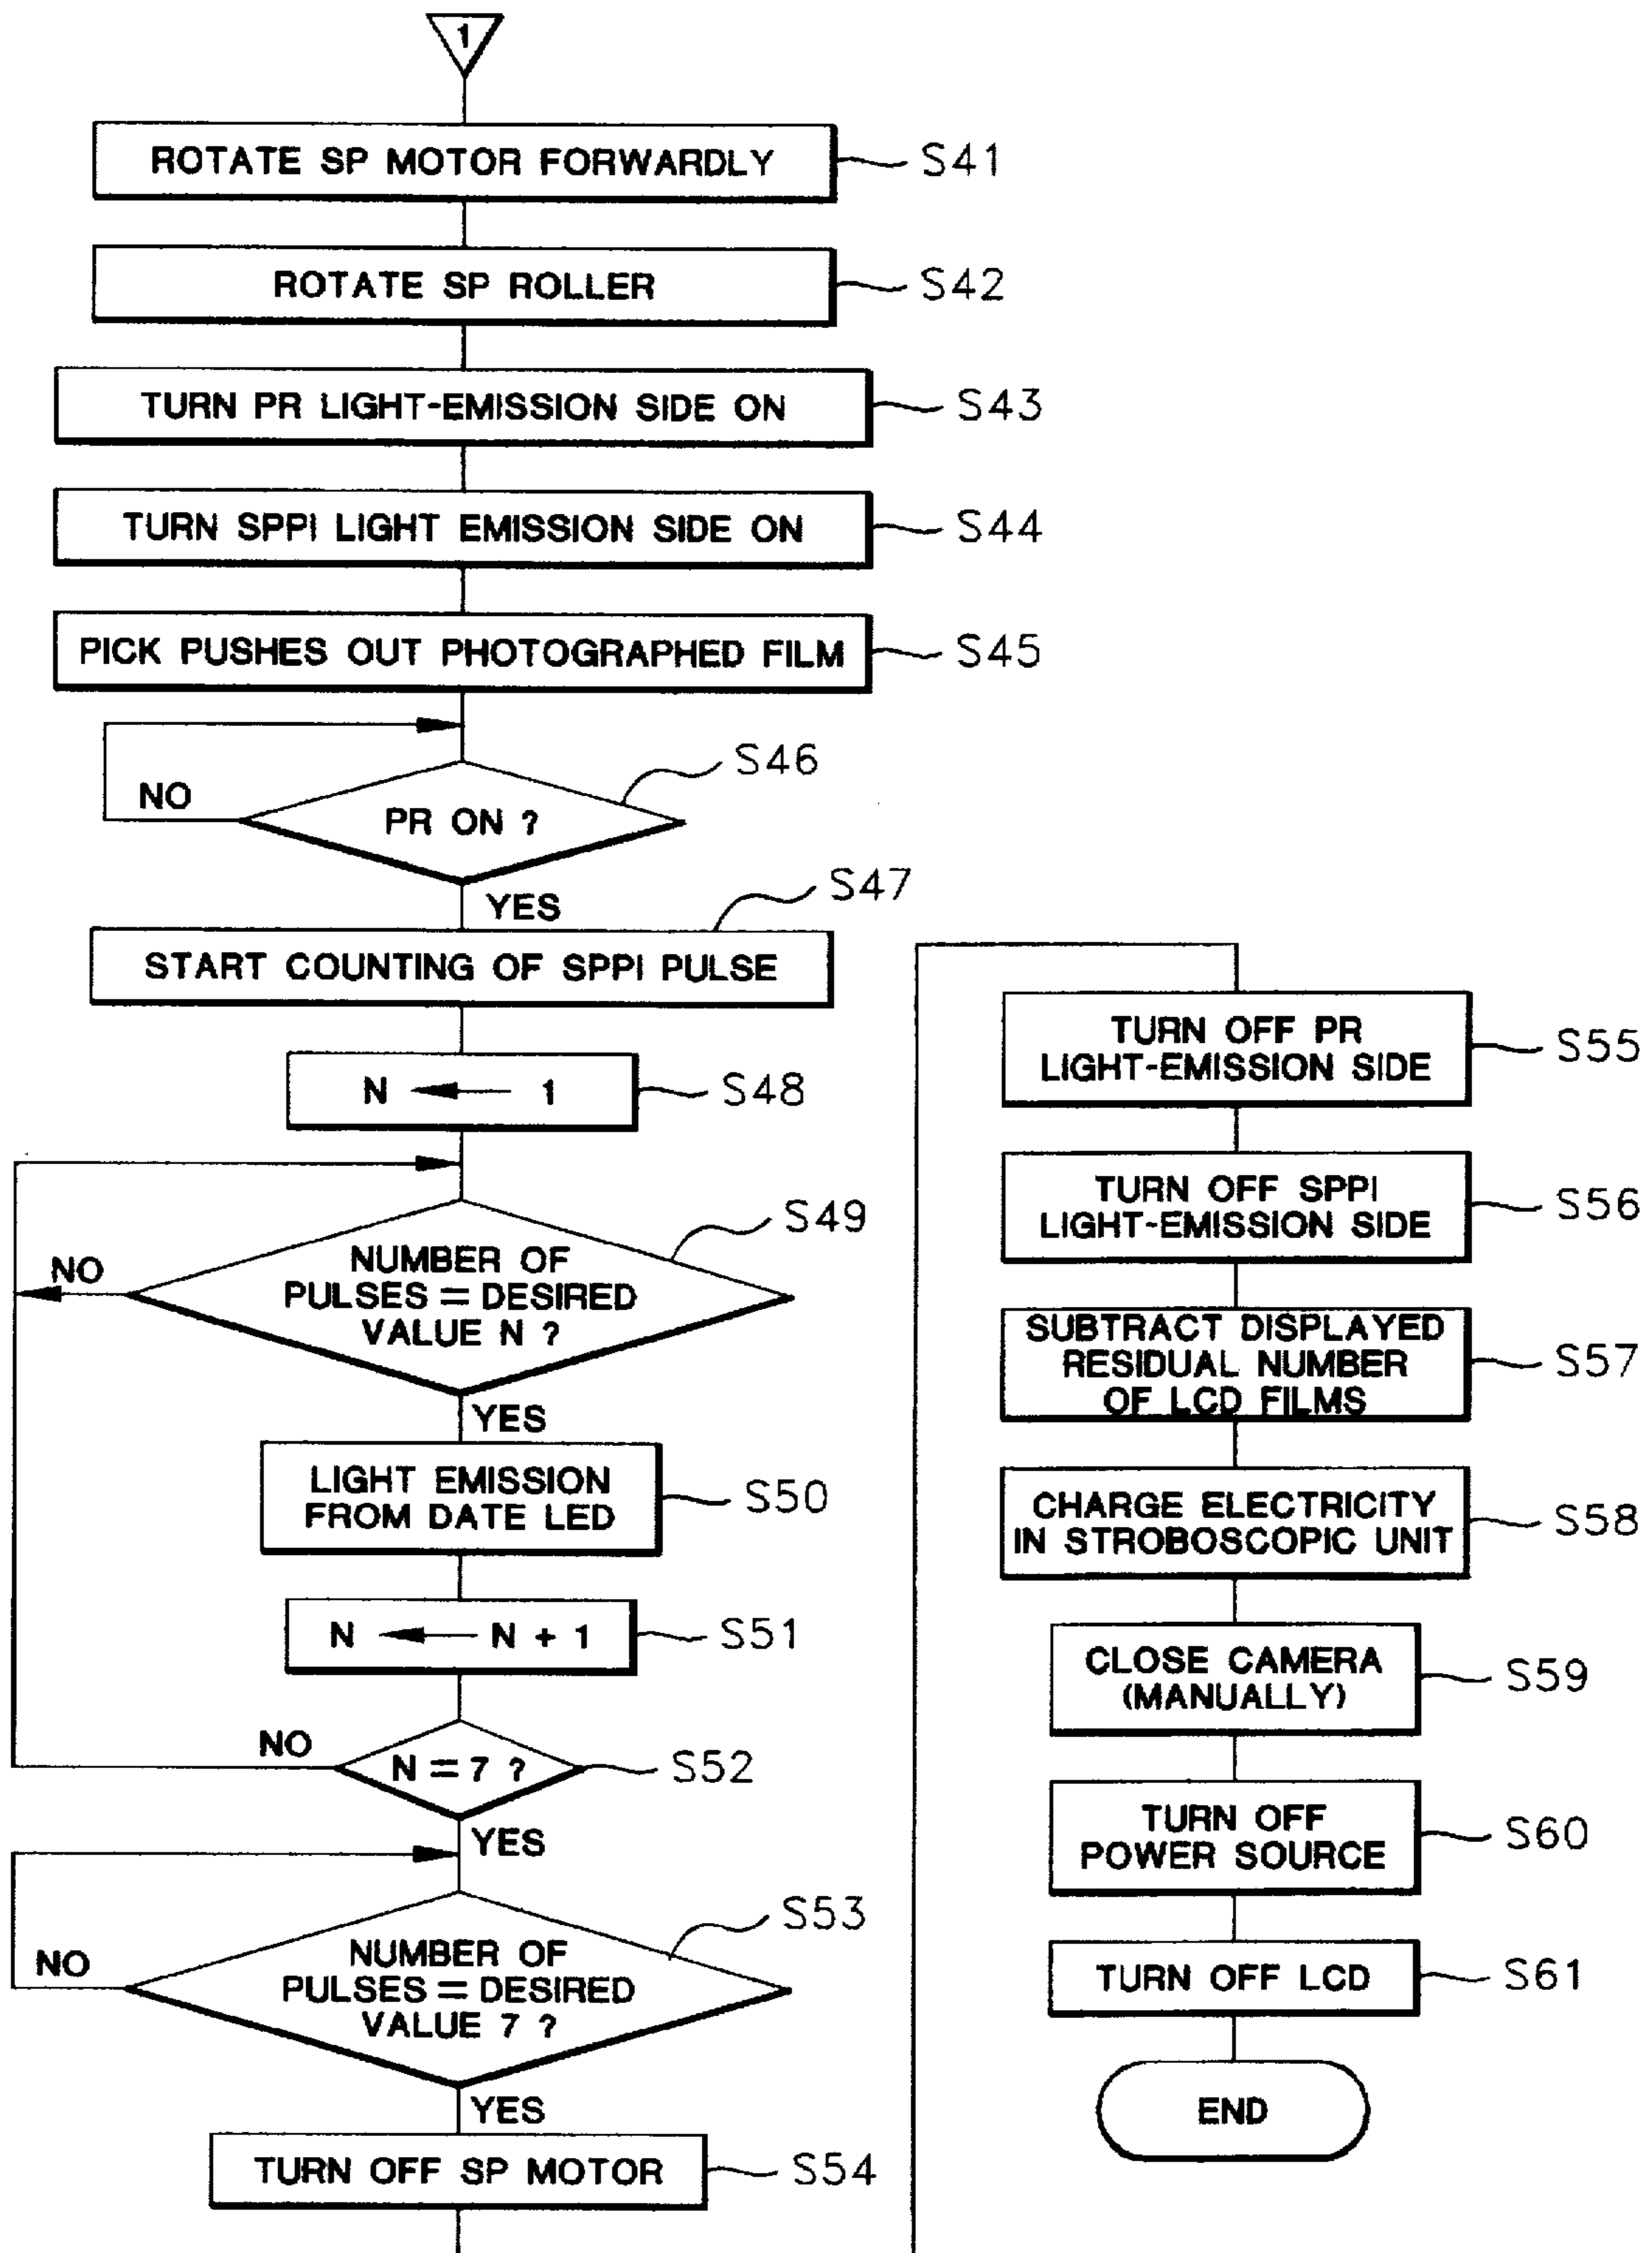 1
ROTATE SP MOTOR FORWARDLY
S41
ROTATE SP ROLLER
S42
TURN PR LIGHT-EMISSION SIDE ON
S43
TURN SPPI LIGHT EMISSION SIDE ON
S44
PICK PUSHES OUT PHOTOGRAPHED FILM
S45
S46
NO
PR ON ?
YES
S47
START COUNTING OF SPPI PULSE
N ← 1
S48
S49
NO
NUMBER OF
PULSES = DESIRED
VALUE N ?
YES
LIGHT EMISSION
FROM DATE LED
S50
N ← N + 1
S51
NO
N = 7 ?
S52
YES
S53
NO
NUMBER OF
PULSES = DESIRED
VALUE 7 ?
YES
TURN OFF SP MOTOR
S54
TURN OFF PR
LIGHT-EMISSION SIDE
S55
TURN OFF SPPI
LIGHT-EMISSION SIDE
S56
SUBTRACT DISPLAYED
RESIDUAL NUMBER
OF LCD FILMS
S57
CHARGE ELECTRICITY
IN STROBOSCOPIC UNIT
S58
CLOSE CAMERA
(MANUALLY)
S59
TURN OFF
POWER SOURCE
S60
TURN OFF LCD
S61
END